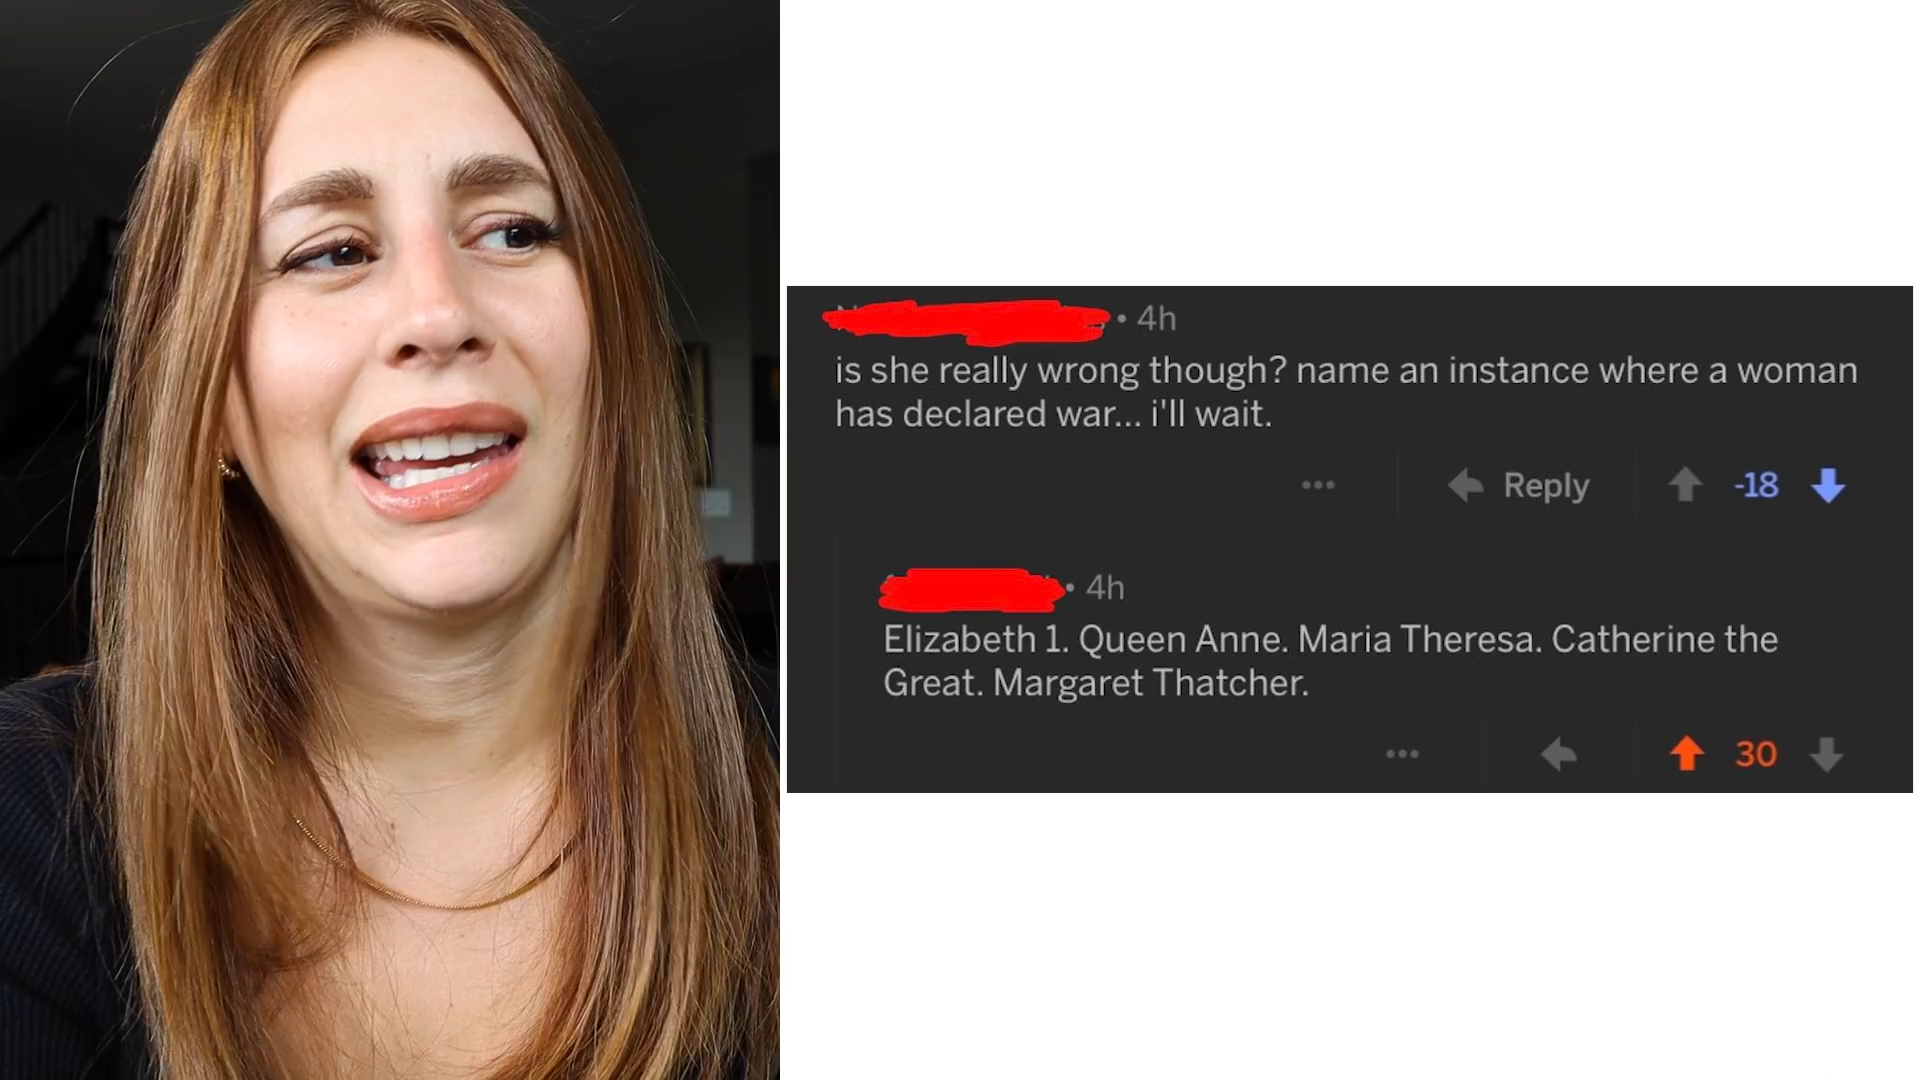 • 4h
is she really wrong though? name an instance where a woman
has declared war... i'll wait.
... Reply -18
• 4h
Elizabeth 1. Queen Anne. Maria Theresa. Catherine the
Great. Margaret Thatcher.
... 30